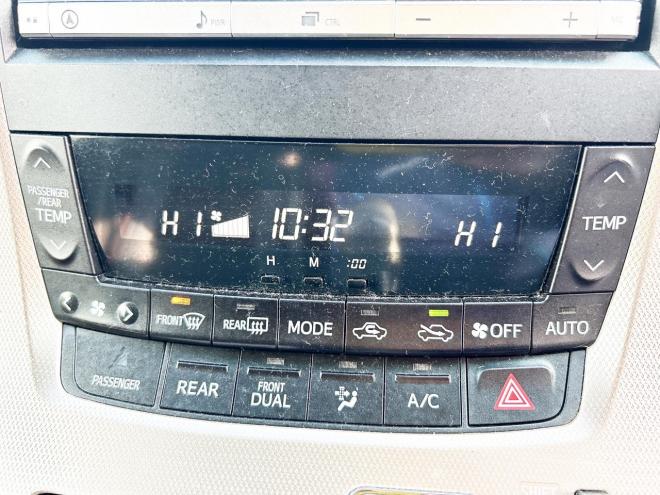 PWR
CTRL
− +
PASSENGER
/REAR
TEMP
HI 10:32 HI
H M :00
TEMP
FRONT
REAR
MODE
OFF
AUTO
PASSENGER
REAR
FRONT
DUAL
A/C